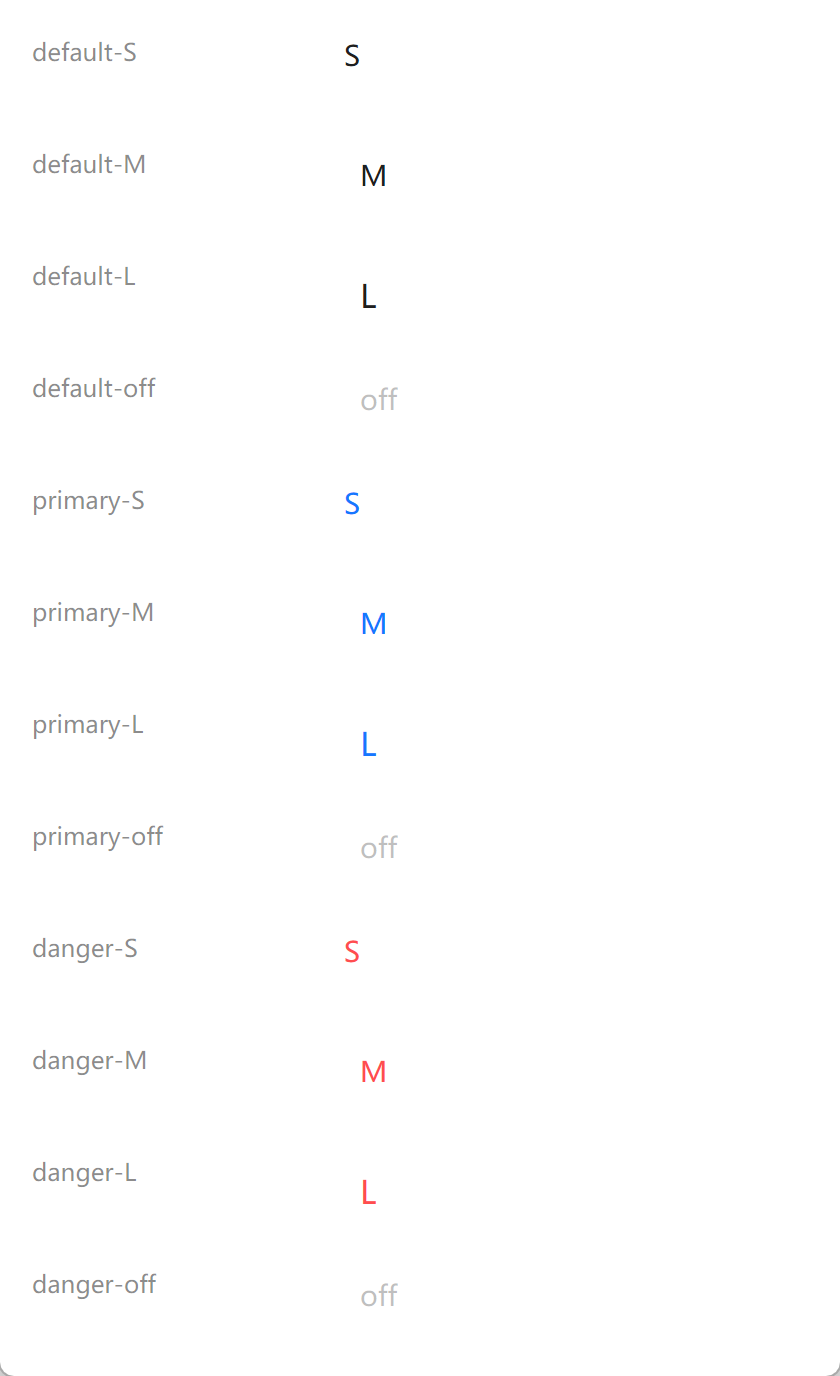 default-S S
default-M M
default-L L
default-off off
primary-S S
primary-M M
primary-L L
primary-off off
danger-S S
danger-M M
danger-L L
danger-off off